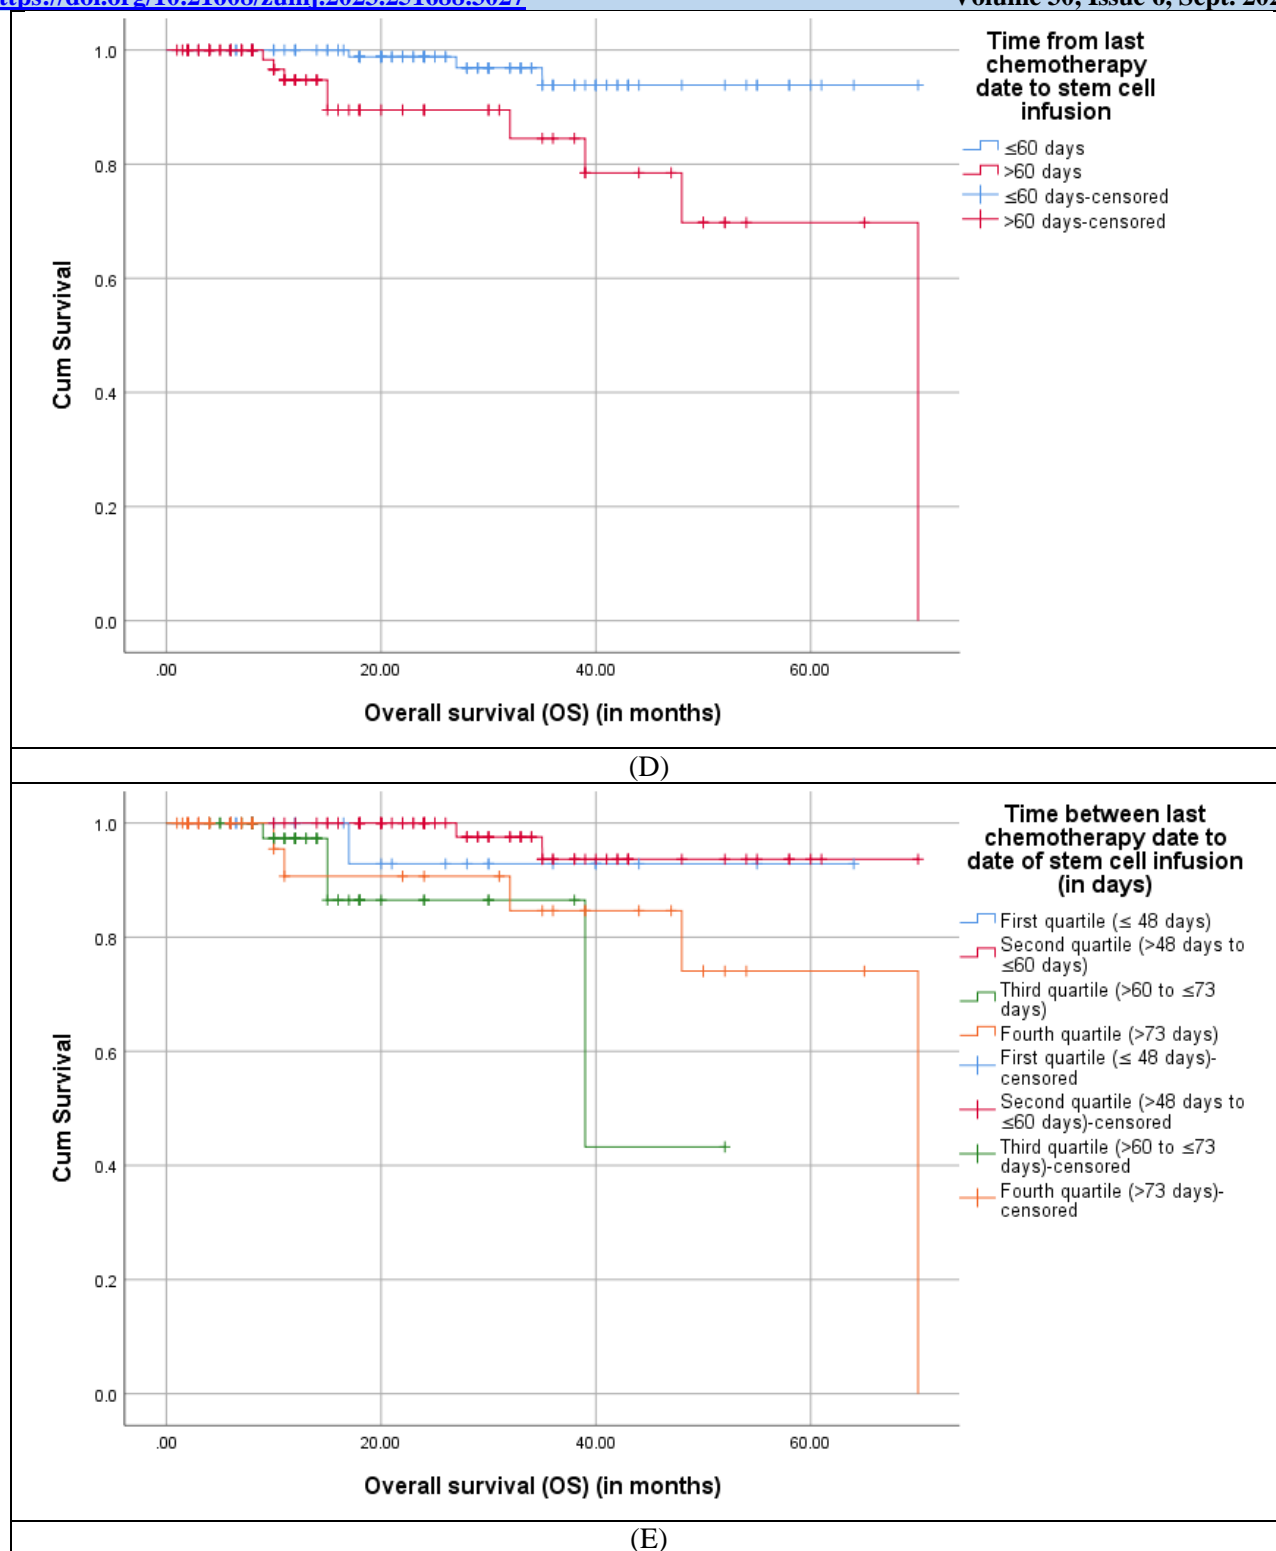 Time from last
chemotherapy
date to stem cell
infusion
≤60 days
>60 days
≤60 days-censored
>60 days-censored
Cum Survival
1.0
0.8
0.6
0.4
0.2
0.0
.00 20.00 40.00 60.00
Overall survival (OS) (in months)
(D)
Time between last
chemotherapy date to
date of stem cell infusion
(in days)
First quartile (≤ 48 days)
Second quartile (>48 days to
≤60 days)
Third quartile (>60 to ≤73
days)
Fourth quartile (>73 days)
First quartile (≤ 48 days)-
censored
Second quartile (>48 days to
≤60 days)-censored
Third quartile (>60 to ≤73
days)-censored
Fourth quartile (>73 days)-
censored
Cum Survival
1.0
0.8
0.6
0.4
0.2
0.0
.00 20.00 40.00 60.00
Overall survival (OS) (in months)
(E)